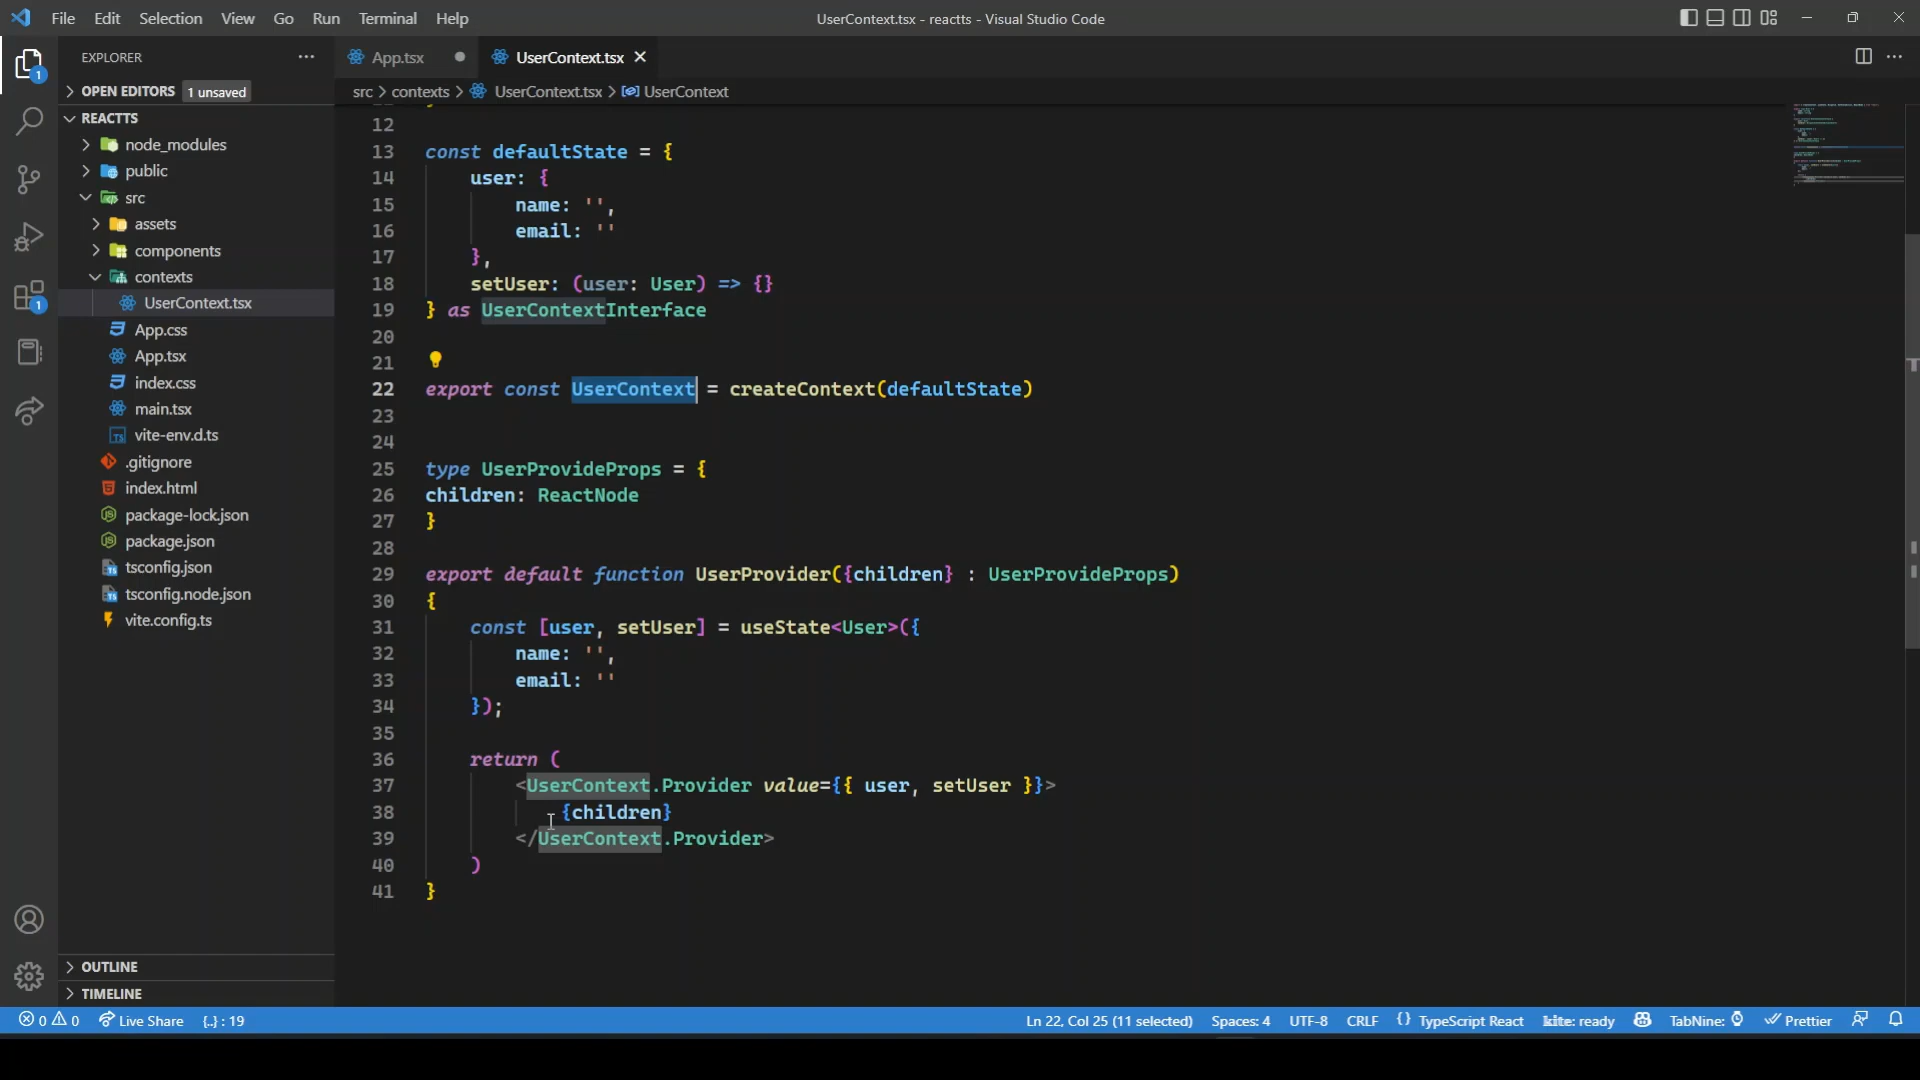 File Edit Selection View Go Run Terminal Help
UserContext.tsx - reactts - Visual Studio Code
EXPLORER
OPEN EDITORS 1 unsaved
REACTTS
node_modules
public
src
assets
components
contexts
UserContext.tsx
App.css
App.tsx
index.css
main.tsx
TS vite-env.d.ts
.gitignore
index.html
package-lock.json
package.json
tsconfig.json
tsconfig.node.json
vite.config.ts
OUTLINE
TIMELINE
1
1
App.tsx
UserContext.tsx
src > contexts > UserContext.tsx > UserContext
12
13 const defaultState = {
14 user: {
15 name: '',
16 email: ''
17 },
18 setUser: (user: User) => {}
19 } as UserContextInterface
20
21
22 export const UserContext = createContext(defaultState)
23
24
25 type UserProvideProps = {
26 children: ReactNode
27 }
28
29 export default function UserProvider({children} : UserProvideProps)
30 {
31 const [user, setUser] = useState<User>({
32 name: '',
33 email: ''
34 });
35
36 return (
37 <UserContext.Provider value={{ user, setUser }}>
38 {children}
39 </UserContext.Provider>
40 )
41 }
0 0 Live Share {..} : 19
Ln 22, Col 25 (11 selected) Spaces: 4 UTF-8 CRLF {} TypeScript React kite: ready TabNine: Prettier